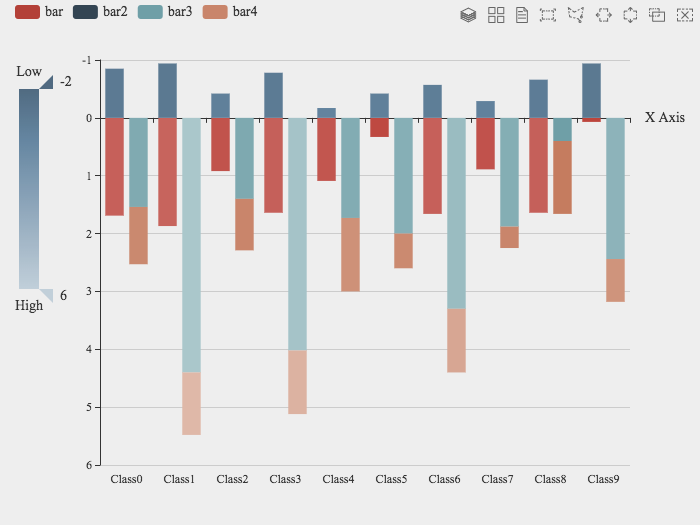 bar bar2 bar3 bar4
Low
-2
6
High
-1
0
1
2
3
4
5
6
X Axis
Class0 Class1 Class2 Class3 Class4 Class5 Class6 Class7 Class8 Class9